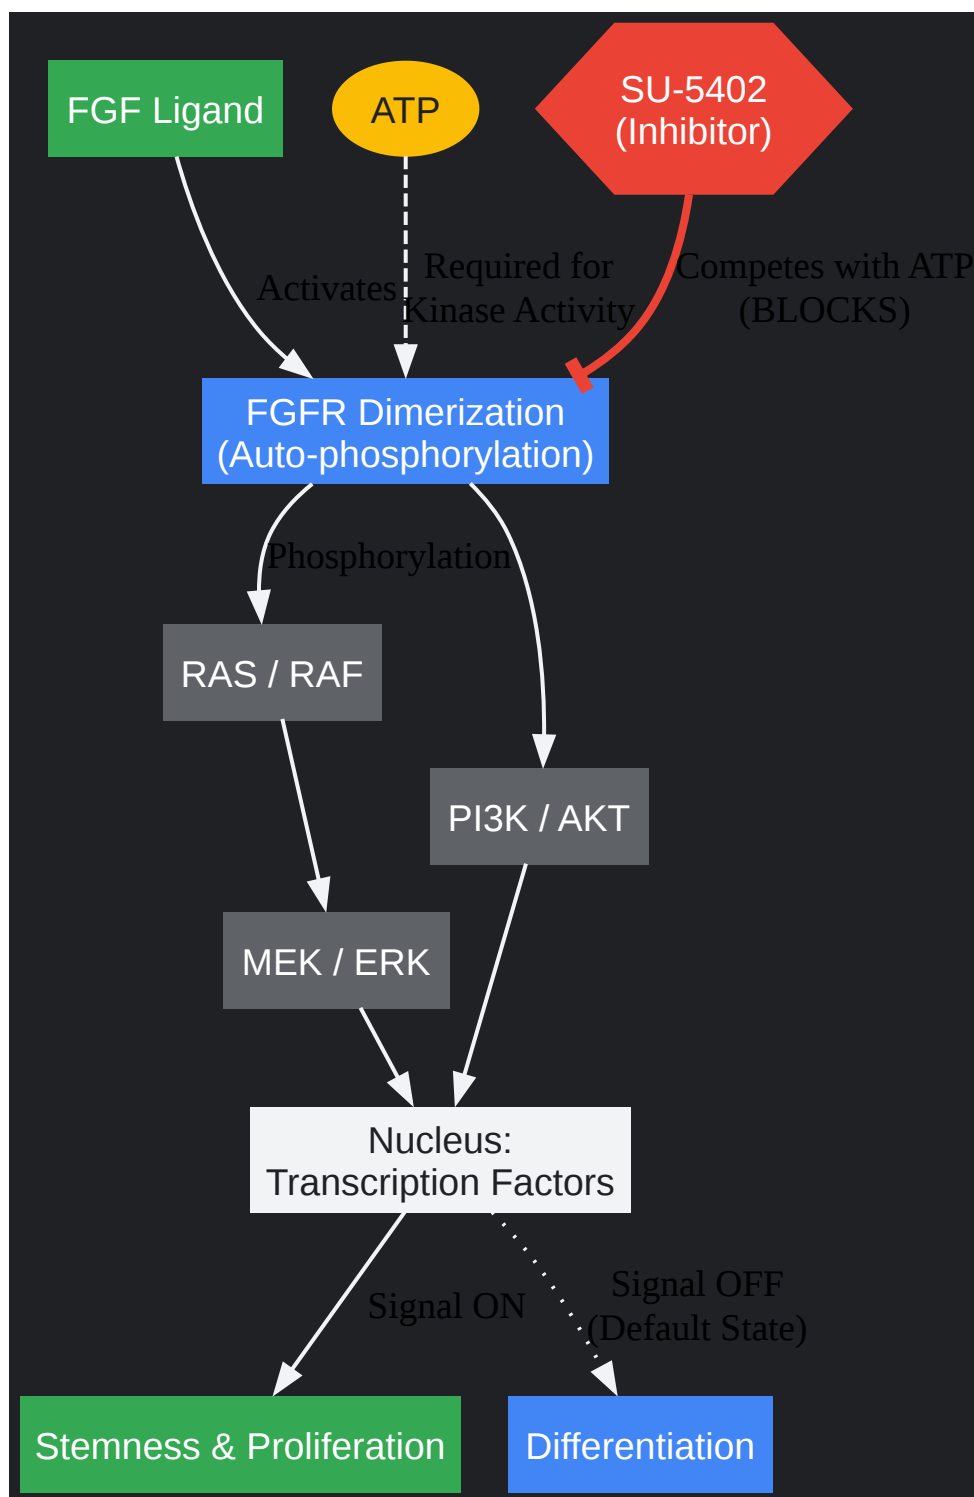 FGF Ligand
ATP
SU-5402
(Inhibitor)
Activates
Required for
Kinase Activity
Competes with ATP
(BLOCKS)
FGFR Dimerization
(Auto-phosphorylation)
Phosphorylation
RAS / RAF
PI3K / AKT
MEK / ERK
Nucleus:
Transcription Factors
Signal ON
Signal OFF
(Default State)
Stemness & Proliferation
Differentiation